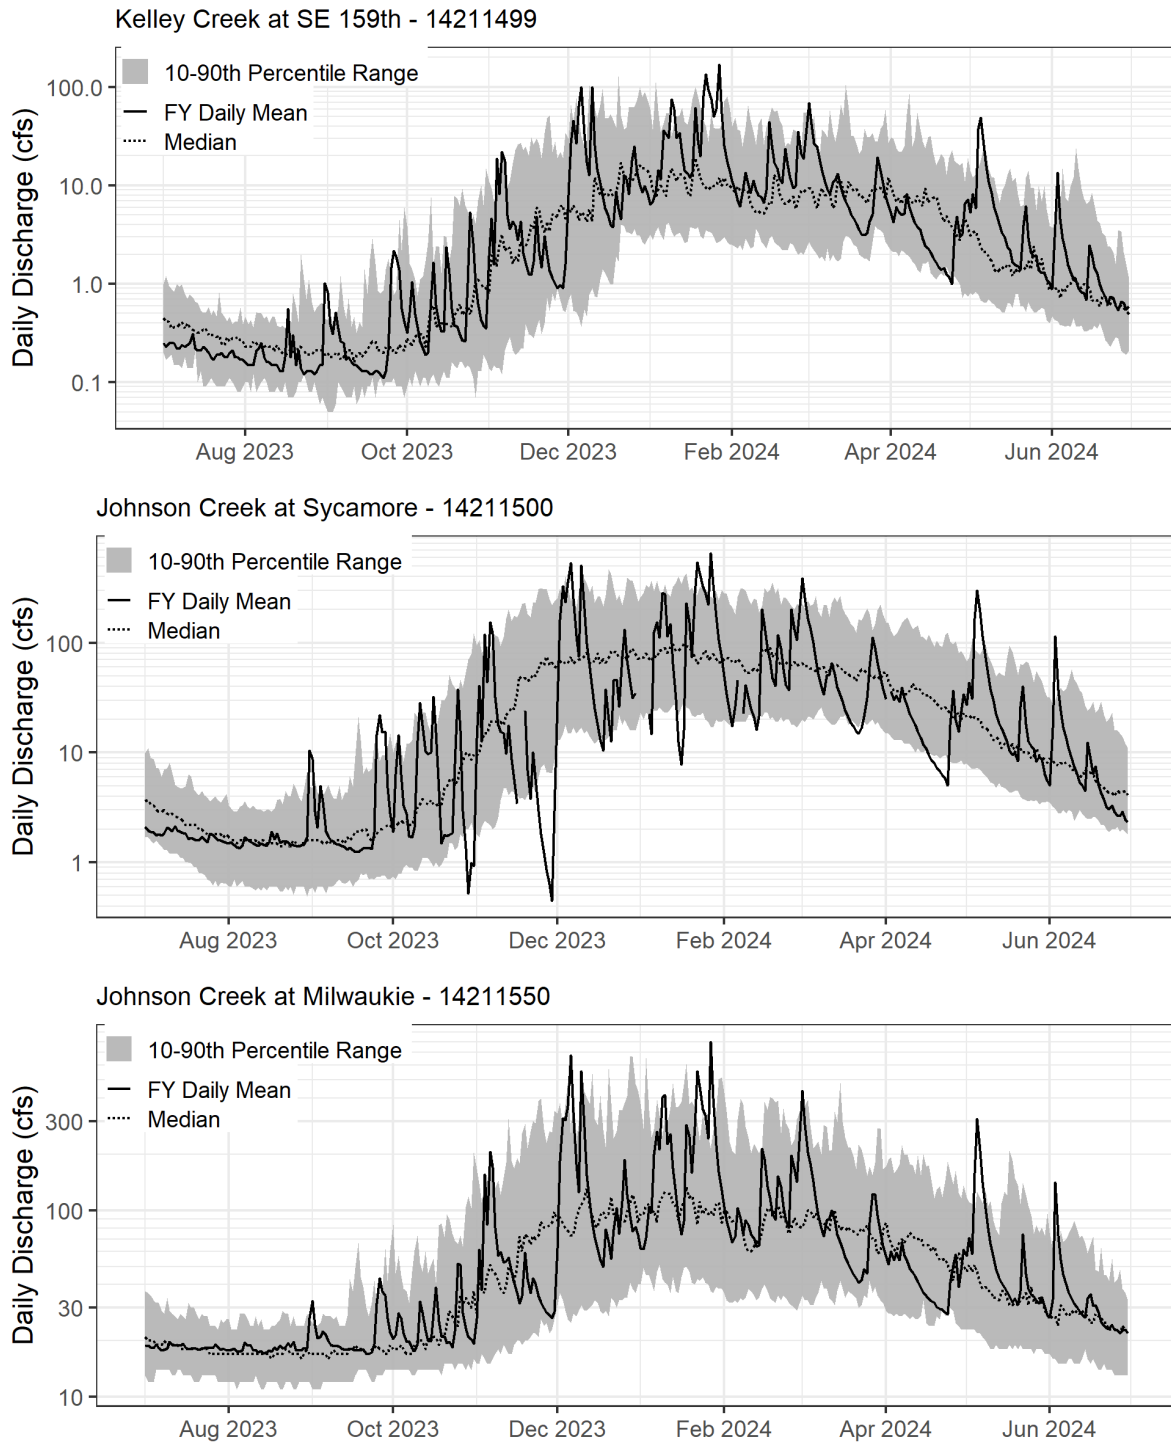 Kelley Creek at SE 159th - 14211499
10-90th Percentile Range
FY Daily Mean
Median
Daily Discharge (cfs)
100.0
10.0
1.0
0.1
Aug 2023
Oct 2023
Dec 2023
Feb 2024
Apr 2024
Jun 2024
Johnson Creek at Sycamore - 14211500
10-90th Percentile Range
FY Daily Mean
Median
Daily Discharge (cfs)
100
10
1
Aug 2023
Oct 2023
Dec 2023
Feb 2024
Apr 2024
Jun 2024
Johnson Creek at Milwaukie - 14211550
10-90th Percentile Range
FY Daily Mean
Median
Daily Discharge (cfs)
300
100
30
10
Aug 2023
Oct 2023
Dec 2023
Feb 2024
Apr 2024
Jun 2024